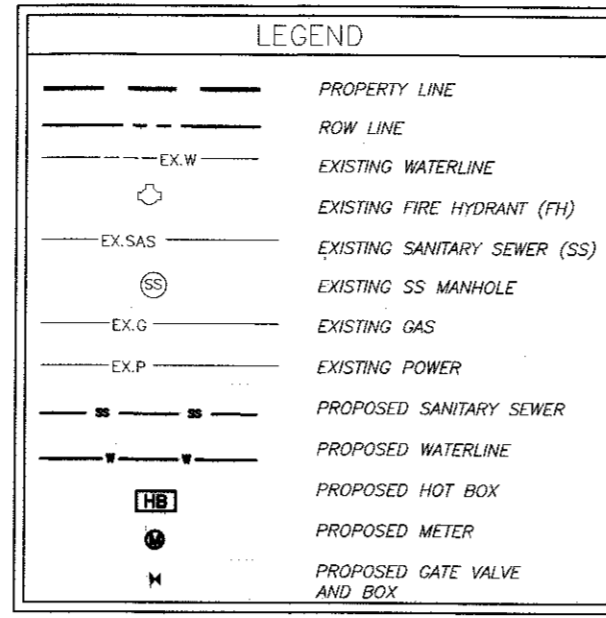 LEGEND
PROPERTY LINE
ROW LINE
EX.W EXISTING WATERLINE
EXISTING FIRE HYDRANT (FH)
EX.SAS EXISTING SANITARY SEWER (SS)
SS EXISTING SS MANHOLE
EX.G EXISTING GAS
EX.P EXISTING POWER
SS SS PROPOSED SANITARY SEWER
W W PROPOSED WATERLINE
HB PROPOSED HOT BOX
M PROPOSED METER
PROPOSED GATE VALVE
AND BOX